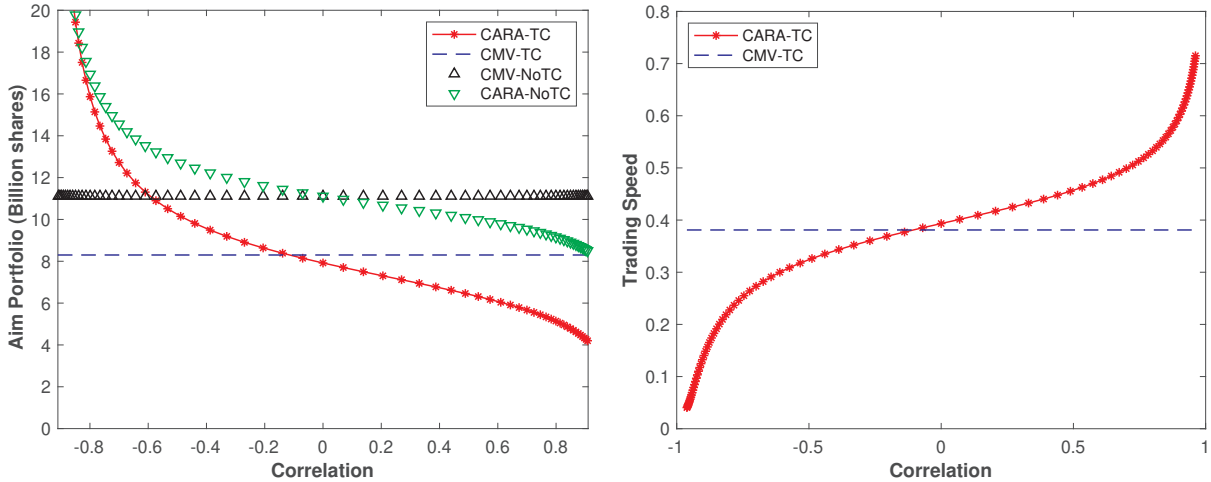 Aim Portfolio (Billion shares)
20
18
16
14
12
10
8
6
4
2
0
CARA-TC
CMV-TC
CMV-NoTC
CARA-NoTC
-0.8 -0.6 -0.4 -0.2 0 0.2 0.4 0.6 0.8
Correlation
Trading Speed
0.8
0.7
0.6
0.5
0.4
0.3
0.2
0.1
0
CARA-TC
CMV-TC
-1 -0.5 0 0.5 1
Correlation